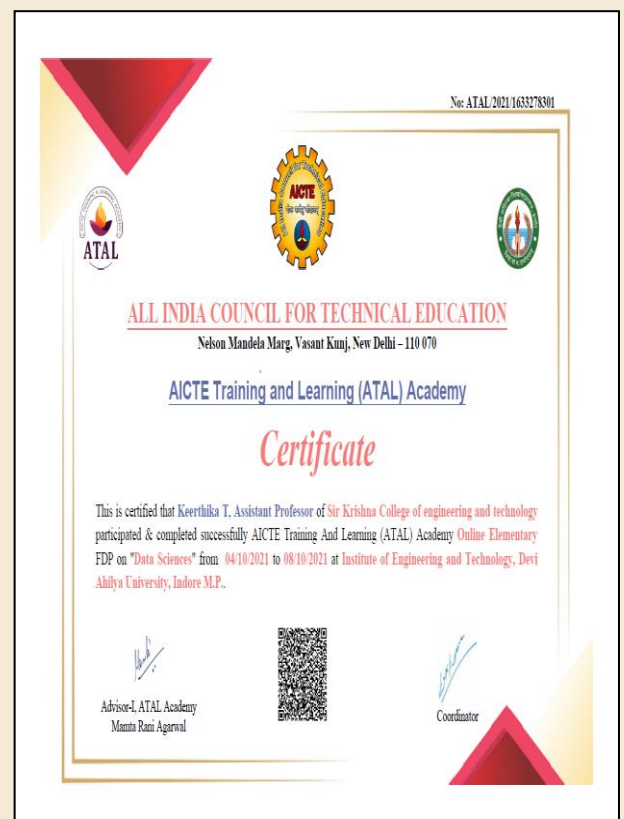 No: ATAL/2021/1633278301
ATAL
AICTE
ALL INDIA COUNCIL FOR TECHNICAL EDUCATION
Nelson Mandela Marg, Vasant Kunj, New Delhi – 110 070
AICTE Training and Learning (ATAL) Academy
Certificate
This is certified that Keerthika T, Assistant Professor of Sir Krishna College of engineering and technology
participated & completed successfully AICTE Training And Learning (ATAL) Academy Online Elementary
FDP on "Data Sciences" from 04/10/2021 to 08/10/2021 at Institute of Engineering and Technology, Devi
Ahilya University, Indore M.P..
Advisor-I, ATAL Academy
Mamta Rani Agarwal
Coordinator